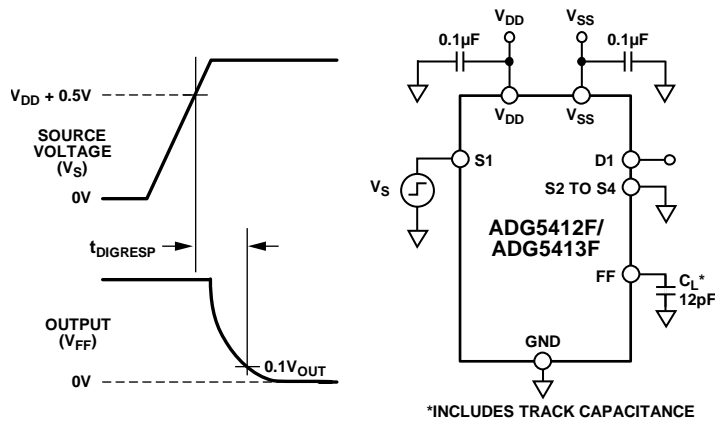 V_DD + 0.5V
SOURCE
VOLTAGE
(V_S)
0V
t_DIGRESP
OUTPUT
(V_FF)
0V
0.1V_OUT
V_DD
V_SS
0.1µF
0.1µF
V_DD
V_SS
S1
D1
V_S
S2 TO S4
ADG5412F/
ADG5413F
FF
C_L*
12pF
GND
*INCLUDES TRACK CAPACITANCE